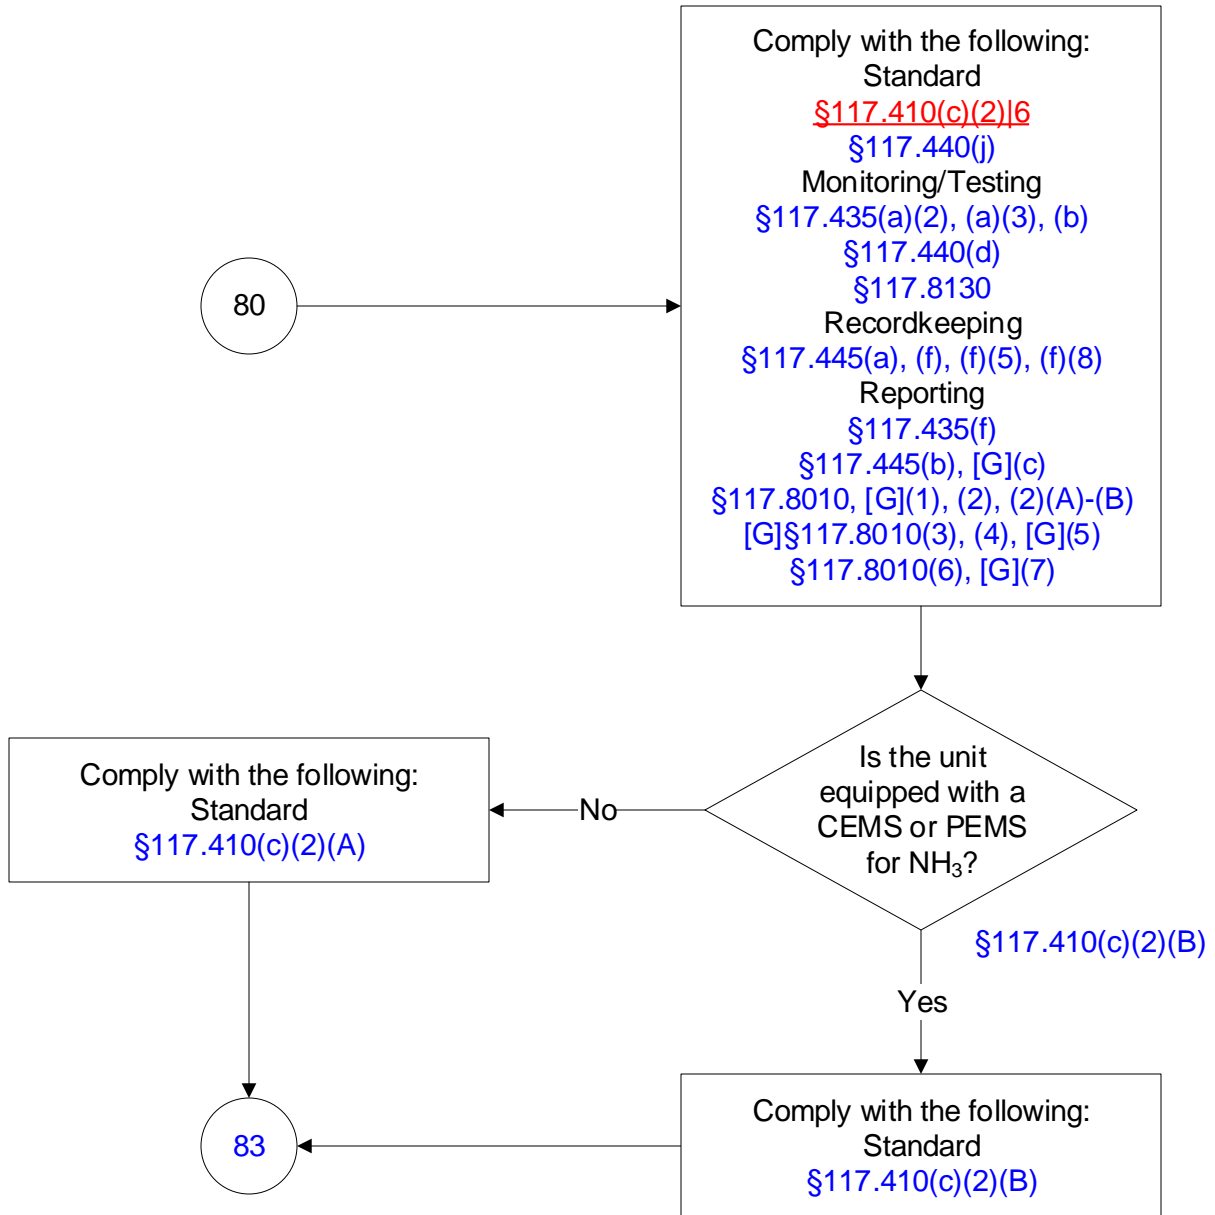 Comply with the following:
Standard
§117.410(c)(2)|6
§117.440(j)
Monitoring/Testing
§117.435(a)(2), (a)(3), (b)
§117.440(d)
§117.8130
Recordkeeping
§117.445(a), (f), (f)(5), (f)(8)
Reporting
§117.435(f)
§117.445(b), [G](c)
§117.8010, [G](1), (2), (2)(A)-(B)
[G]§117.8010(3), (4), [G](5)
§117.8010(6), [G](7)
80
Is the unit
equipped with a
CEMS or PEMS
for NH₃?
No
Comply with the following:
Standard
§117.410(c)(2)(A)
§117.410(c)(2)(B)
Yes
Comply with the following:
Standard
§117.410(c)(2)(B)
83